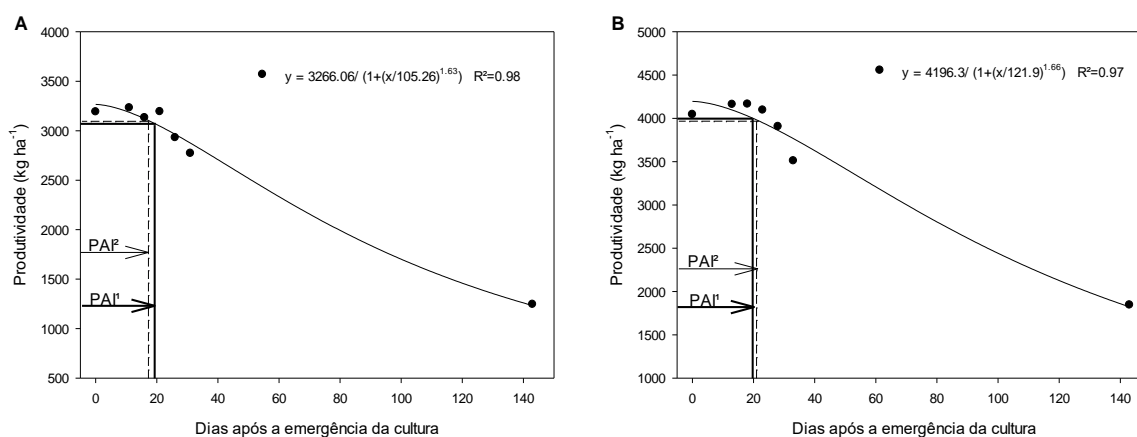 A
Produtividade (kg ha⁻¹)
4000
3500
3000
2500
2000
1500
1000
500
y = 3266.06/ (1+(x/105.26)^1.63) R²=0.98
PAI²
PAI¹
0 20 40 60 80 100 120 140
Dias após a emergência da cultura
B
Produtividade (kg ha⁻¹)
5000
4500
4000
3500
3000
2500
2000
1500
1000
y = 4196.3/ (1+(x/121.9)^1.66) R²=0.97
PAI²
PAI¹
0 20 40 60 80 100 120 140
Dias após a emergência da cultura